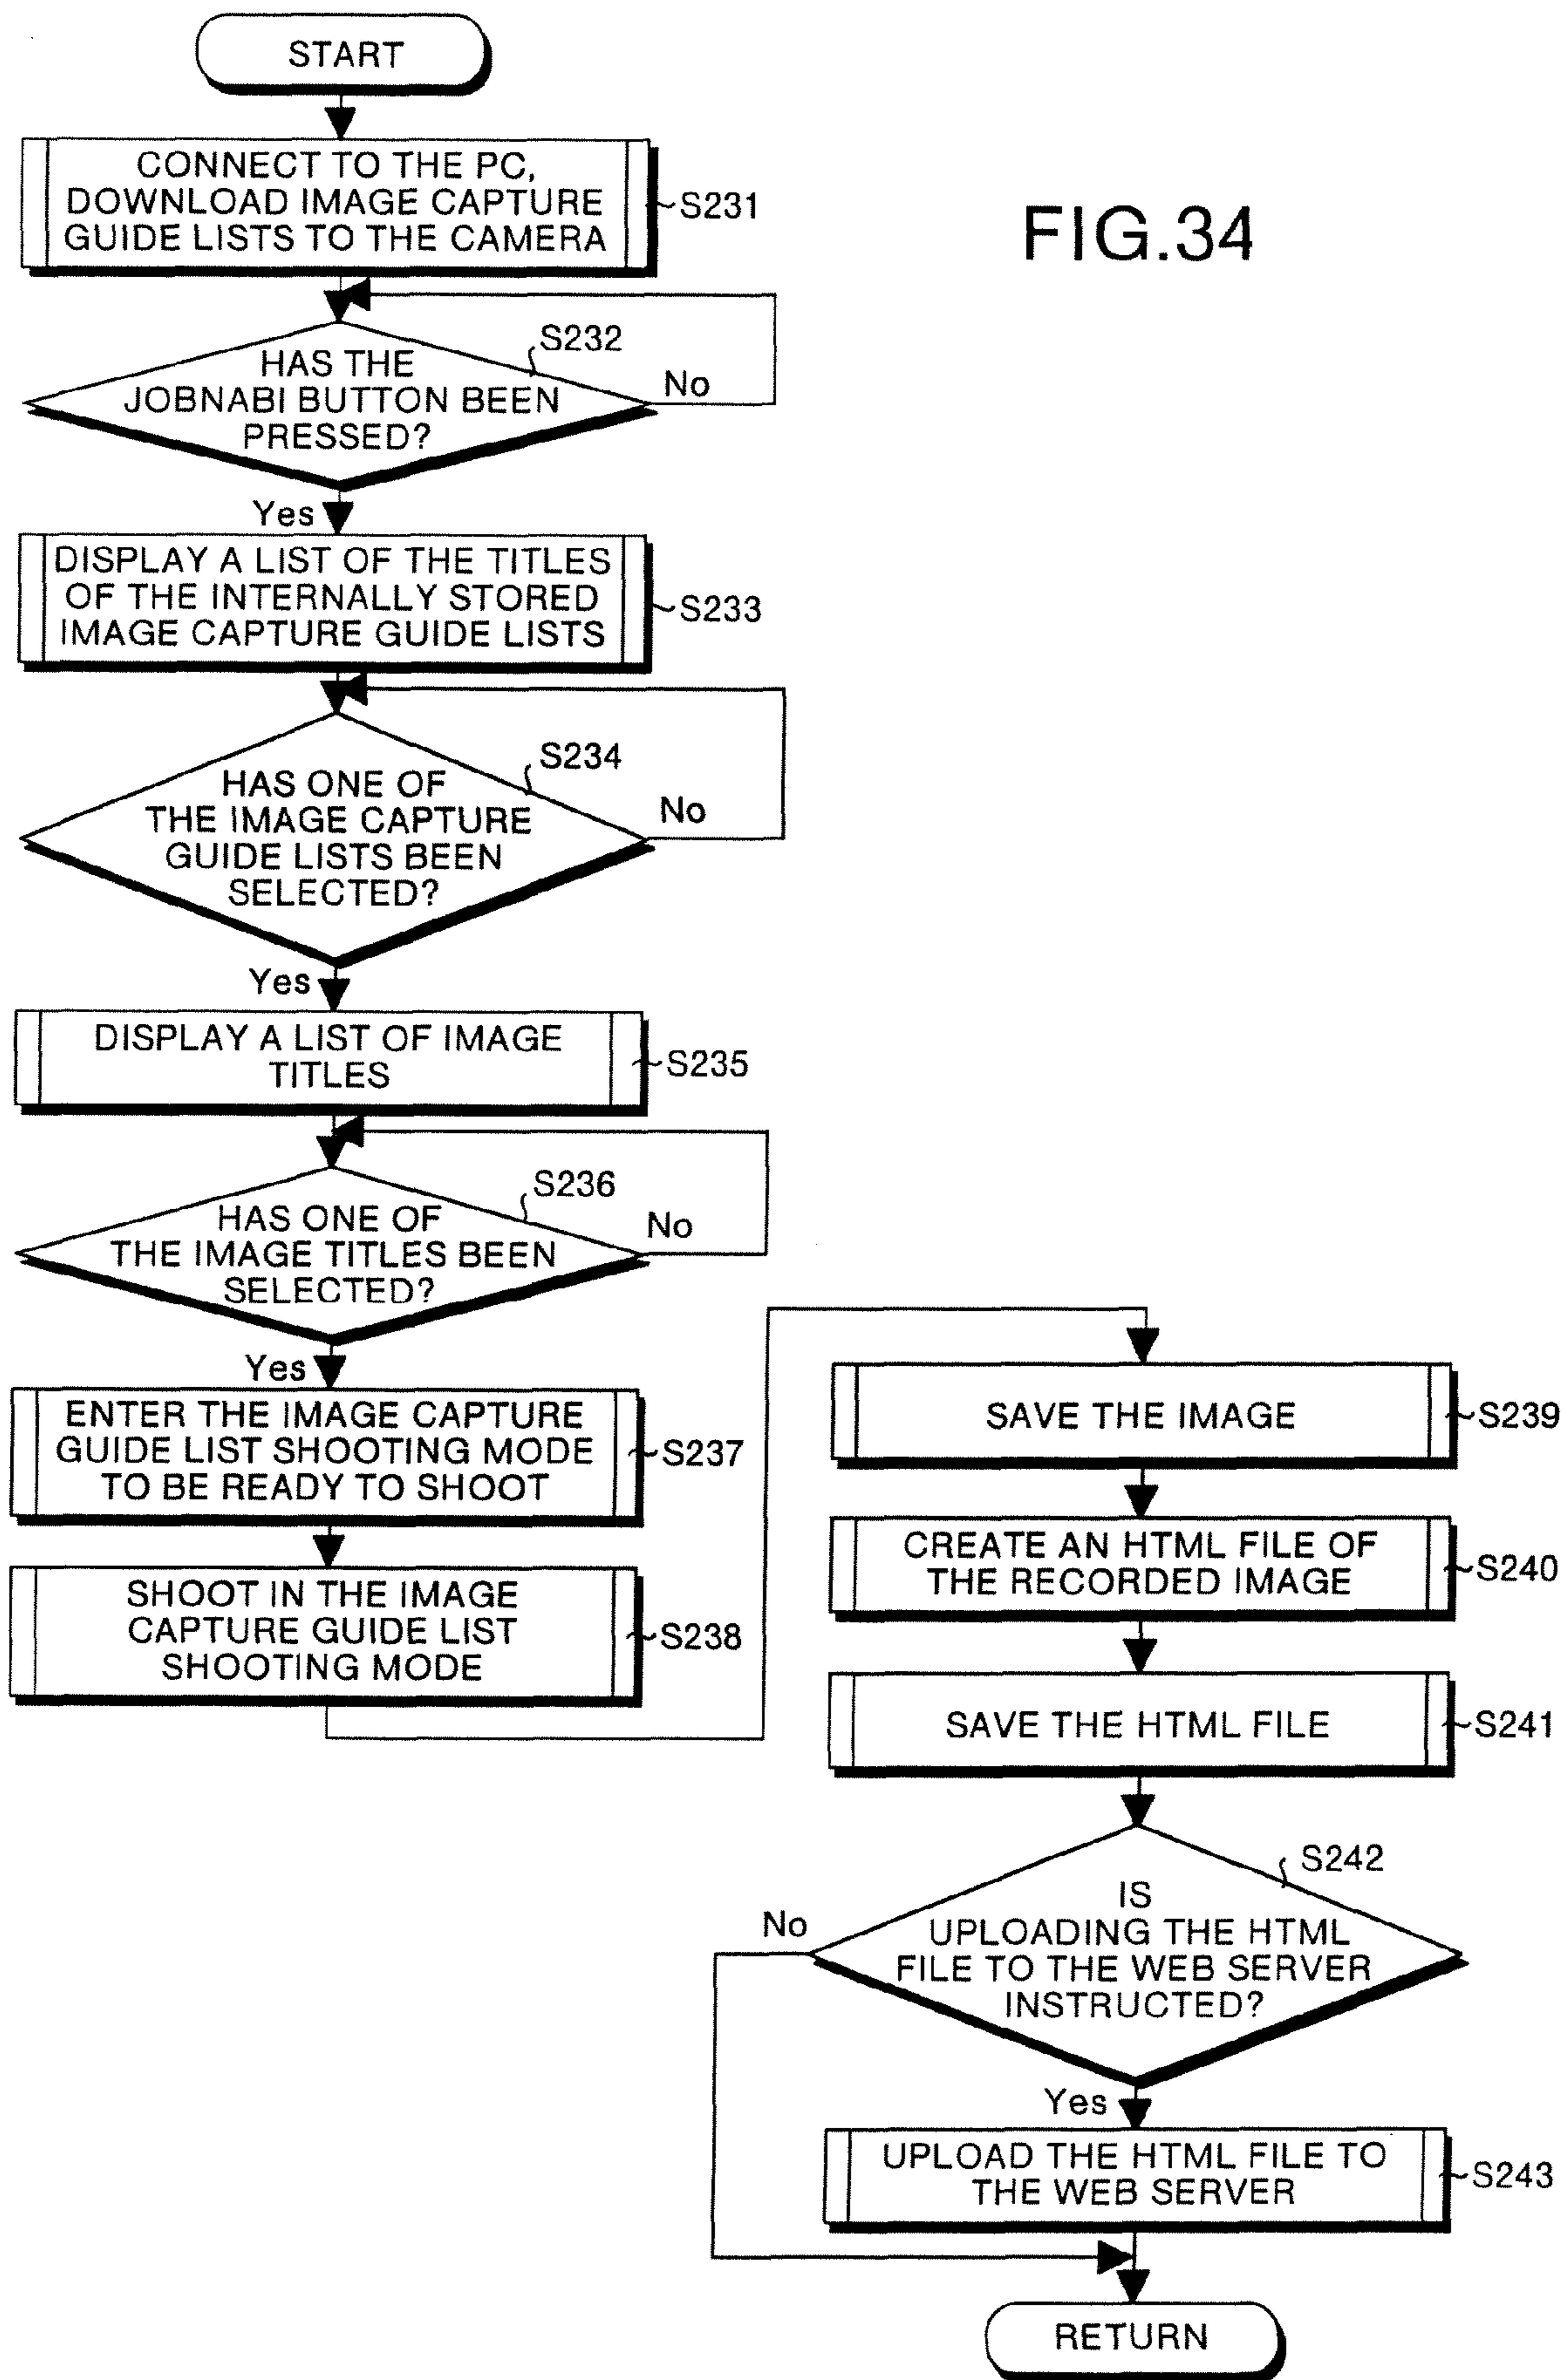 START
CONNECT TO THE PC,
DOWNLOAD IMAGE CAPTURE
GUIDE LISTS TO THE CAMERA
S231
FIG.34
S232
HAS THE
JOBNABI BUTTON BEEN
PRESSED?
No
Yes
DISPLAY A LIST OF THE TITLES
OF THE INTERNALLY STORED
IMAGE CAPTURE GUIDE LISTS
S233
S234
HAS ONE OF
THE IMAGE CAPTURE
GUIDE LISTS BEEN
SELECTED?
No
Yes
DISPLAY A LIST OF IMAGE
TITLES
S235
S236
HAS ONE OF
THE IMAGE TITLES BEEN
SELECTED?
No
Yes
ENTER THE IMAGE CAPTURE
GUIDE LIST SHOOTING MODE
TO BE READY TO SHOOT
S237
SHOOT IN THE IMAGE
CAPTURE GUIDE LIST
SHOOTING MODE
S238
SAVE THE IMAGE
S239
CREATE AN HTML FILE OF
THE RECORDED IMAGE
S240
SAVE THE HTML FILE
S241
S242
IS
UPLOADING THE HTML
FILE TO THE WEB SERVER
INSTRUCTED?
No
Yes
UPLOAD THE HTML FILE TO
THE WEB SERVER
S243
RETURN